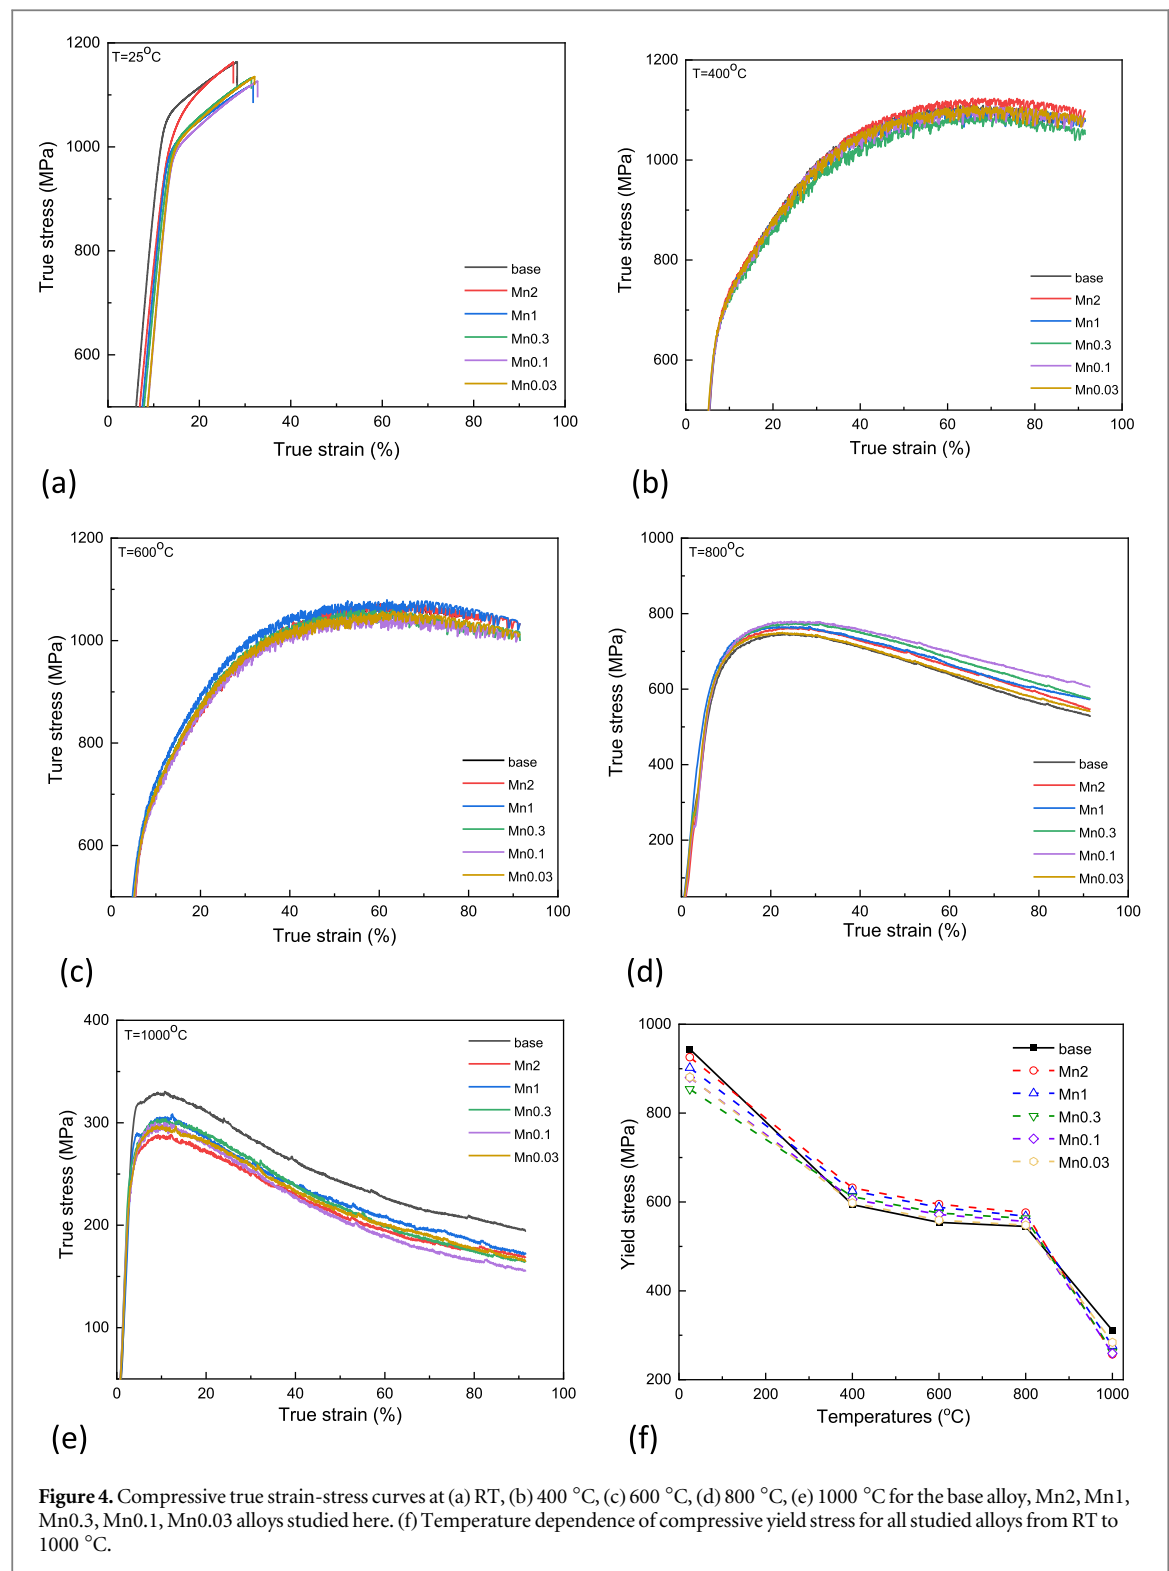 T=25°C
1200
1000
800
600
True stress (MPa)
base
Mn2
Mn1
Mn0.3
Mn0.1
Mn0.03
0 20 40 60 80 100
True strain (%)
(a)
T=400°C
1200
1000
800
600
True stress (MPa)
base
Mn2
Mn1
Mn0.3
Mn0.1
Mn0.03
0 20 40 60 80 100
True strain (%)
(b)
T=600°C
1200
1000
800
600
Ture stress (MPa)
base
Mn2
Mn1
Mn0.3
Mn0.1
Mn0.03
0 20 40 60 80 100
True strain (%)
(c)
T=800°C
1000
800
600
400
200
True stress (MPa)
base
Mn2
Mn1
Mn0.3
Mn0.1
Mn0.03
0 20 40 60 80 100
True strain (%)
(d)
T=1000°C
400
300
200
100
True stress (MPa)
base
Mn2
Mn1
Mn0.3
Mn0.1
Mn0.03
0 20 40 60 80 100
True strain (%)
(e)
1000
800
600
400
200
Yield stress (MPa)
base
Mn2
Mn1
Mn0.3
Mn0.1
Mn0.03
0 200 400 600 800 1000
Temperatures (°C)
(f)
Figure 4. Compressive true strain-stress curves at (a) RT, (b) 400 °C, (c) 600 °C, (d) 800 °C, (e) 1000 °C for the base alloy, Mn2, Mn1,
Mn0.3, Mn0.1, Mn0.03 alloys studied here. (f) Temperature dependence of compressive yield stress for all studied alloys from RT to
1000 °C.